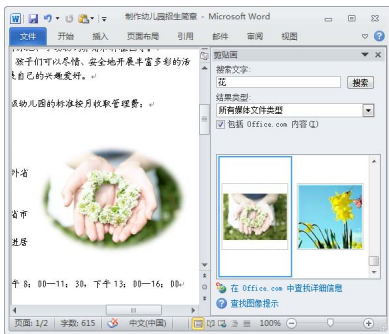 制作幼儿园招生简章 - Microsoft Word
文件 开始 插入 页面布局 引用 邮件 审阅 视图
孩子们可以尽情、安全地开展丰富多彩的活
自己的兴趣爱好。
幼儿园的标准按月收取管理费:
外省
省市
进居
午 8:00—11:30,下午 13:00—16:00
剪贴画
搜索文字:
花
搜索
结果类型:
所有媒体文件类型
包括 Office.com 内容(I)
在 Office.com 中查找详细信息
查找图像提示
页面: 1/2 字数: 615 中文(中国) 100%